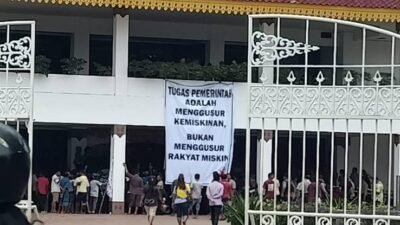 TUGAS PEMERINTAH
ADALAH
MENGGUSUR
KEMISKINAN,
BUKAN
MENGGUSUR
RAKYAT MISKIN